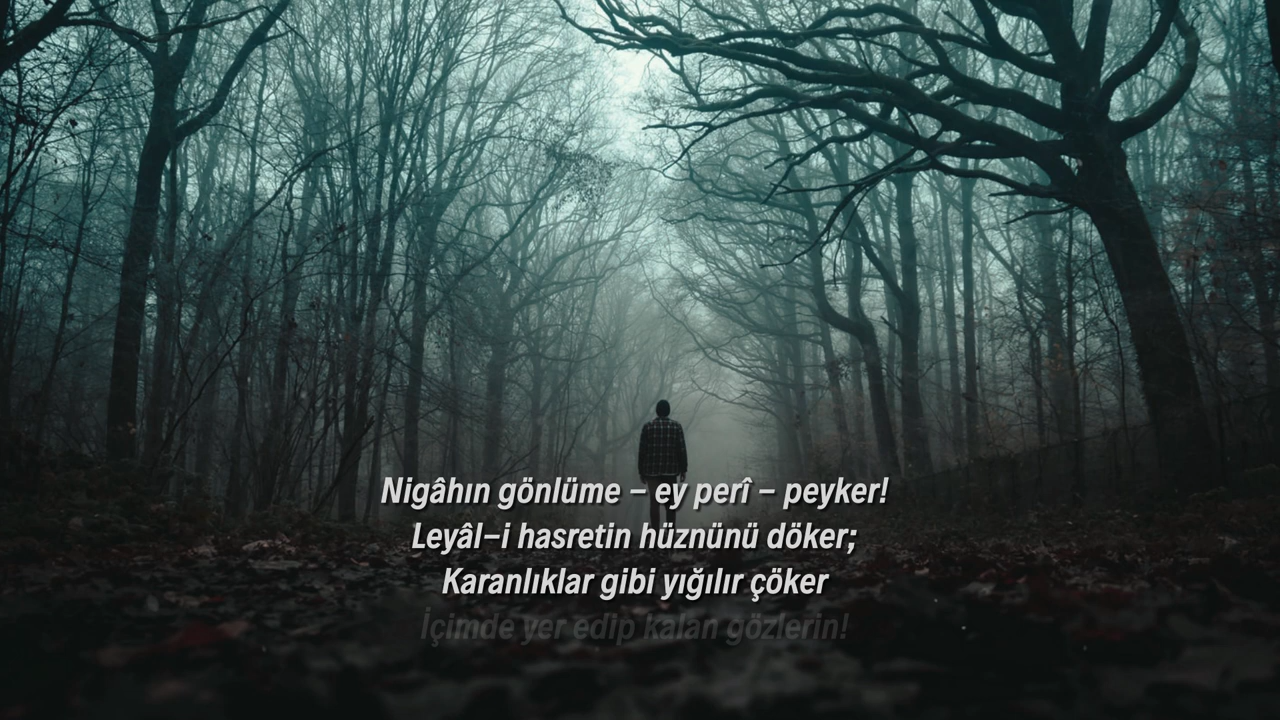 Nigâhın gönlüme – ey perî – peyker!
Leyâl–i hasretin hüznünü döker;
Karanlıklar gibi yığılır çöker
İçimde yer edip kalan gözlerin!